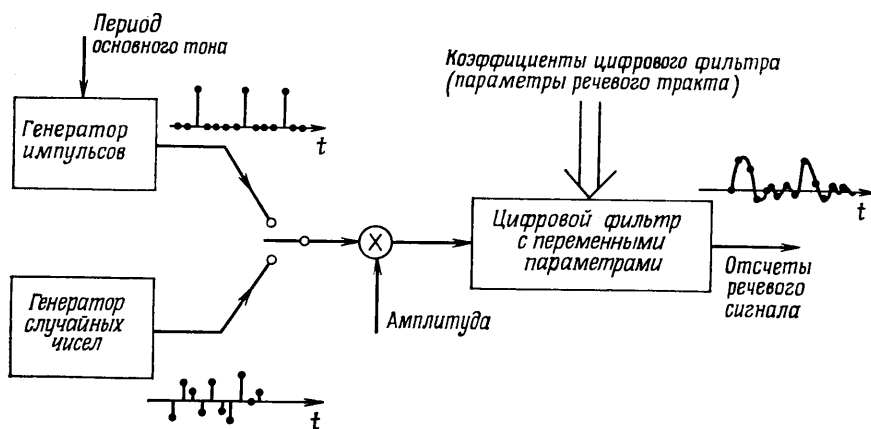 Период
основного тона
Коэффициенты цифрового фильтра
(параметры речевого тракта)
Генератор
импульсов
t
t
Цифровой фильтр
с переменными
параметрами
X
Отсчеты
речевого
сигнала
Генератор
случайных
чисел
Амплитуда
t